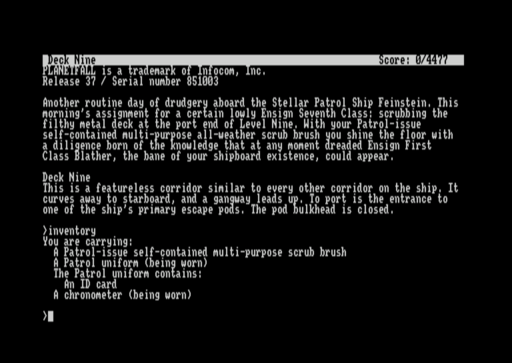 Deck Nine Score: 0/4477
PLANETFALL is a trademark of Infocom, Inc.
Release 37 / Serial number 851003
Another routine day of drudgery aboard the Stellar Patrol Ship Feinstein. This
morning's assignment for a certain lowly Ensign Seventh Class: scrubbing the
filthy metal deck at the port end of Level Nine. With your Patrol-issue
self-contained multi-purpose all-weather scrub brush you shine the floor with
a diligence born of the knowledge that at any moment dreaded Ensign First
Class Blather, the bane of your shipboard existence, could appear.
Deck Nine
This is a featureless corridor similar to every other corridor on the ship. It
curves away to starboard, and a gangway leads up. To port is the entrance to
one of the ship's primary escape pods. The pod bulkhead is closed.
>inventory
You are carrying:
A Patrol-issue self-contained multi-purpose scrub brush
A Patrol uniform (being worn)
The Patrol uniform contains:
An ID card
A chronometer (being worn)
>